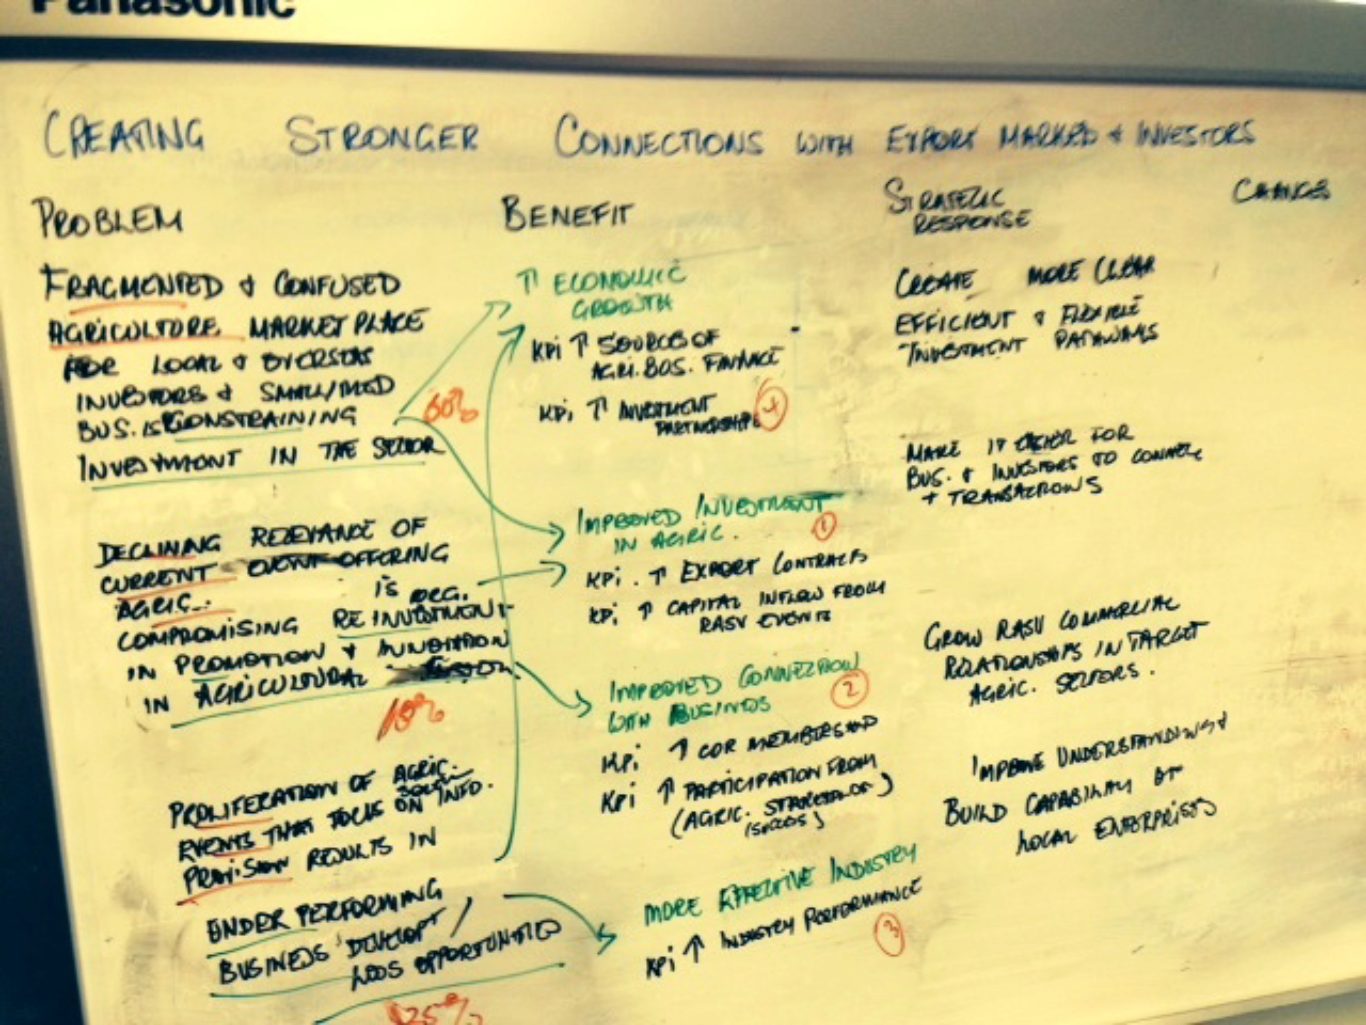 Panasonic
CREATING STRONGER CONNECTIONS WITH EXPORT MARKETS & INVESTORS
PROBLEM
FRAGMENTED & CONFUSED
AGRICULTURE MARKET PLACE
FOR LOCAL & OVERSEAS
INVESTORS & SMALL/MED
BUS. IS CONSTRAINING
INVESTMENT IN THE SECTOR
60%
DECLINING RELEVANCE OF
CURRENT EVENT OFFERING
AGRIC. IS ORG.
COMPROMISING REINVESTMENT
IN PROMOTION & INNOVATION
IN AGRICULTURAL
15%
PROLIFERATION OF AGRIC.
EVENTS THAT FOCUS ON INFO.
PROVISION RESULTS IN
UNDER PERFORMING
BUSINESS DEVELOPT /
LOOS OPPORTUNITIES
25%
BENEFIT
↑ ECONOMIC
GROWTH
KPi ↑ SOURCES OF
AGRI. BUS. FINANCE
KPi ↑ INVESTMENT
PARTNERSHIPS 4
IMPROVED INVESTMENT
IN AGRIC. 1
KPi. ↑ EXPORT CONTRACTS
KPi ↑ CAPITAL INFLOW FROM
RASV EVENTS
IMPROVED CONNECTION
WITH BUSINESS 2
KPi ↑ COR MEMBERSHIP
KPi ↑ PARTICIPATION FROM
(AGRIC. )
MORE EFFECTIVE INDUSTRY
KPi ↑ INDUSTRY PERFORMANCE
3
STRATEGIC
RESPONSE
CREATE MORE CLEAR
EFFICIENT & FLEXIBLE
INVESTMENT PATHWAYS
MAKE IT EASIER FOR
BUS. & INVESTORS TO CONNECT
+ TRANSACTIONS
GROW RASV COMMERCIAL
RELATIONSHIPS IN TARGET
AGRIC. SECTORS.
IMPROVE UNDERSTANDING &
BUILD CAPABILITY OF
LOCAL ENTERPRISES
CHANGES